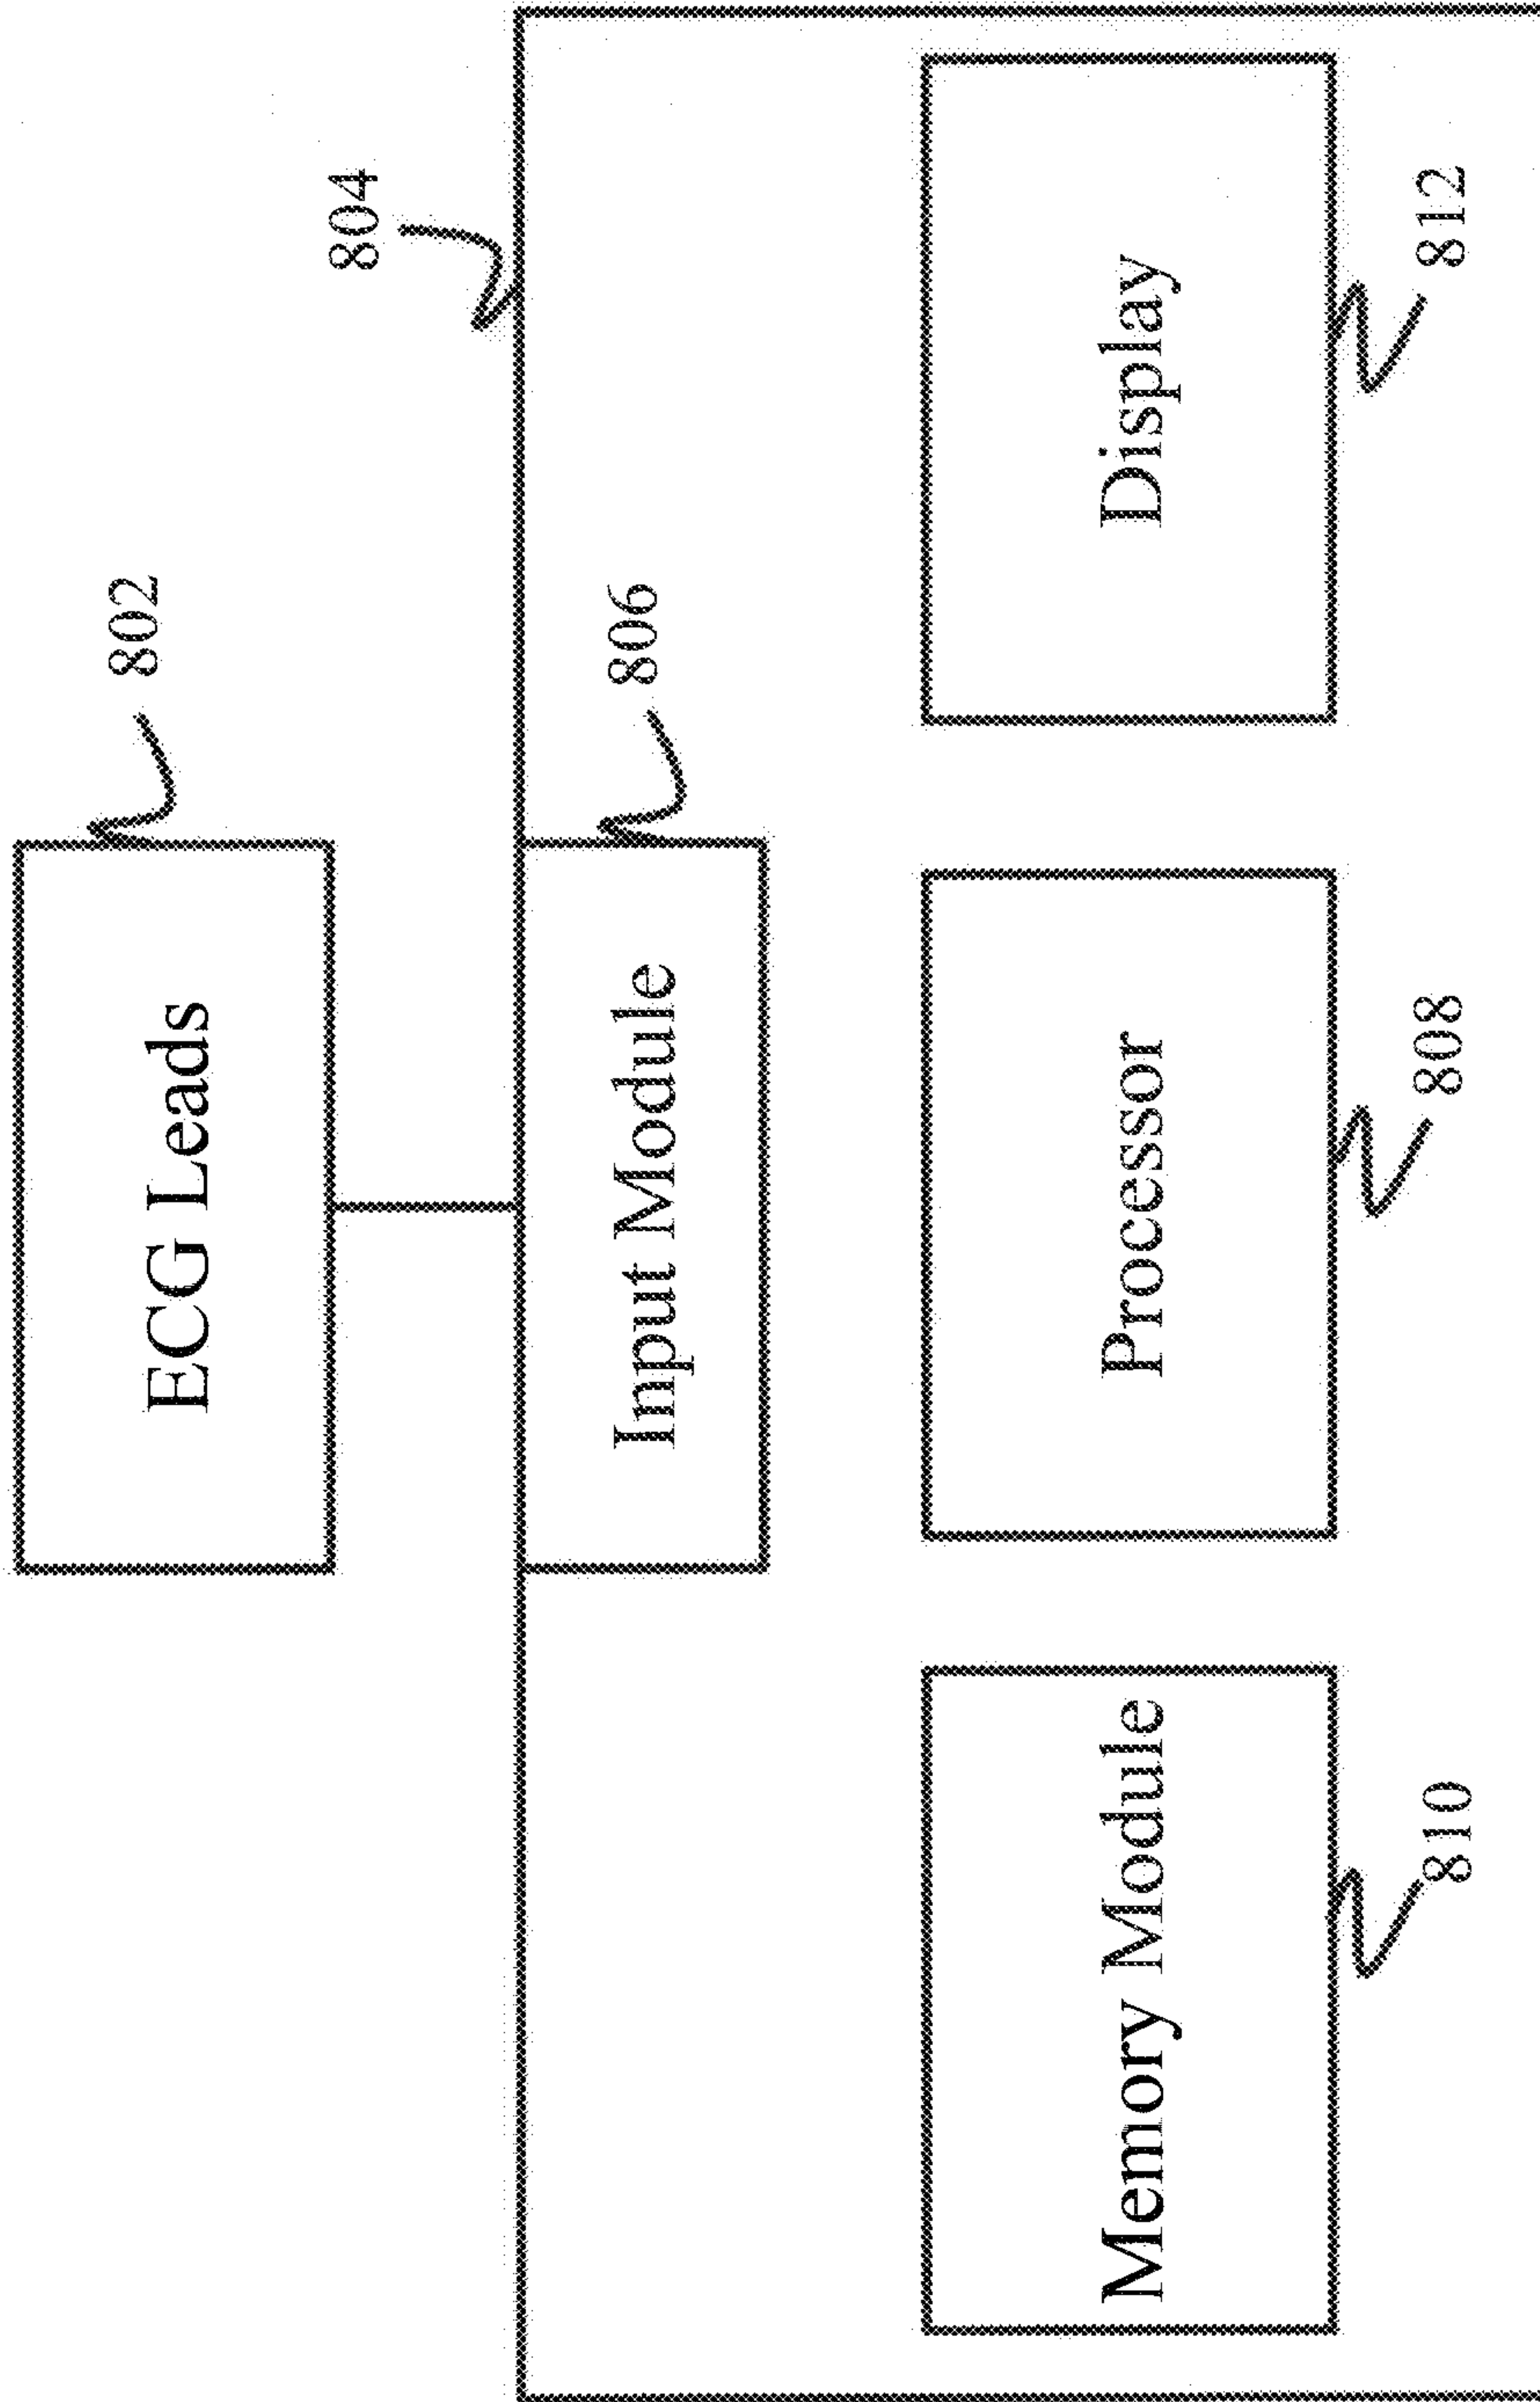 802
ECG Leads
804
806
Input Module
Memory Module
Processor
Display
810
808
812